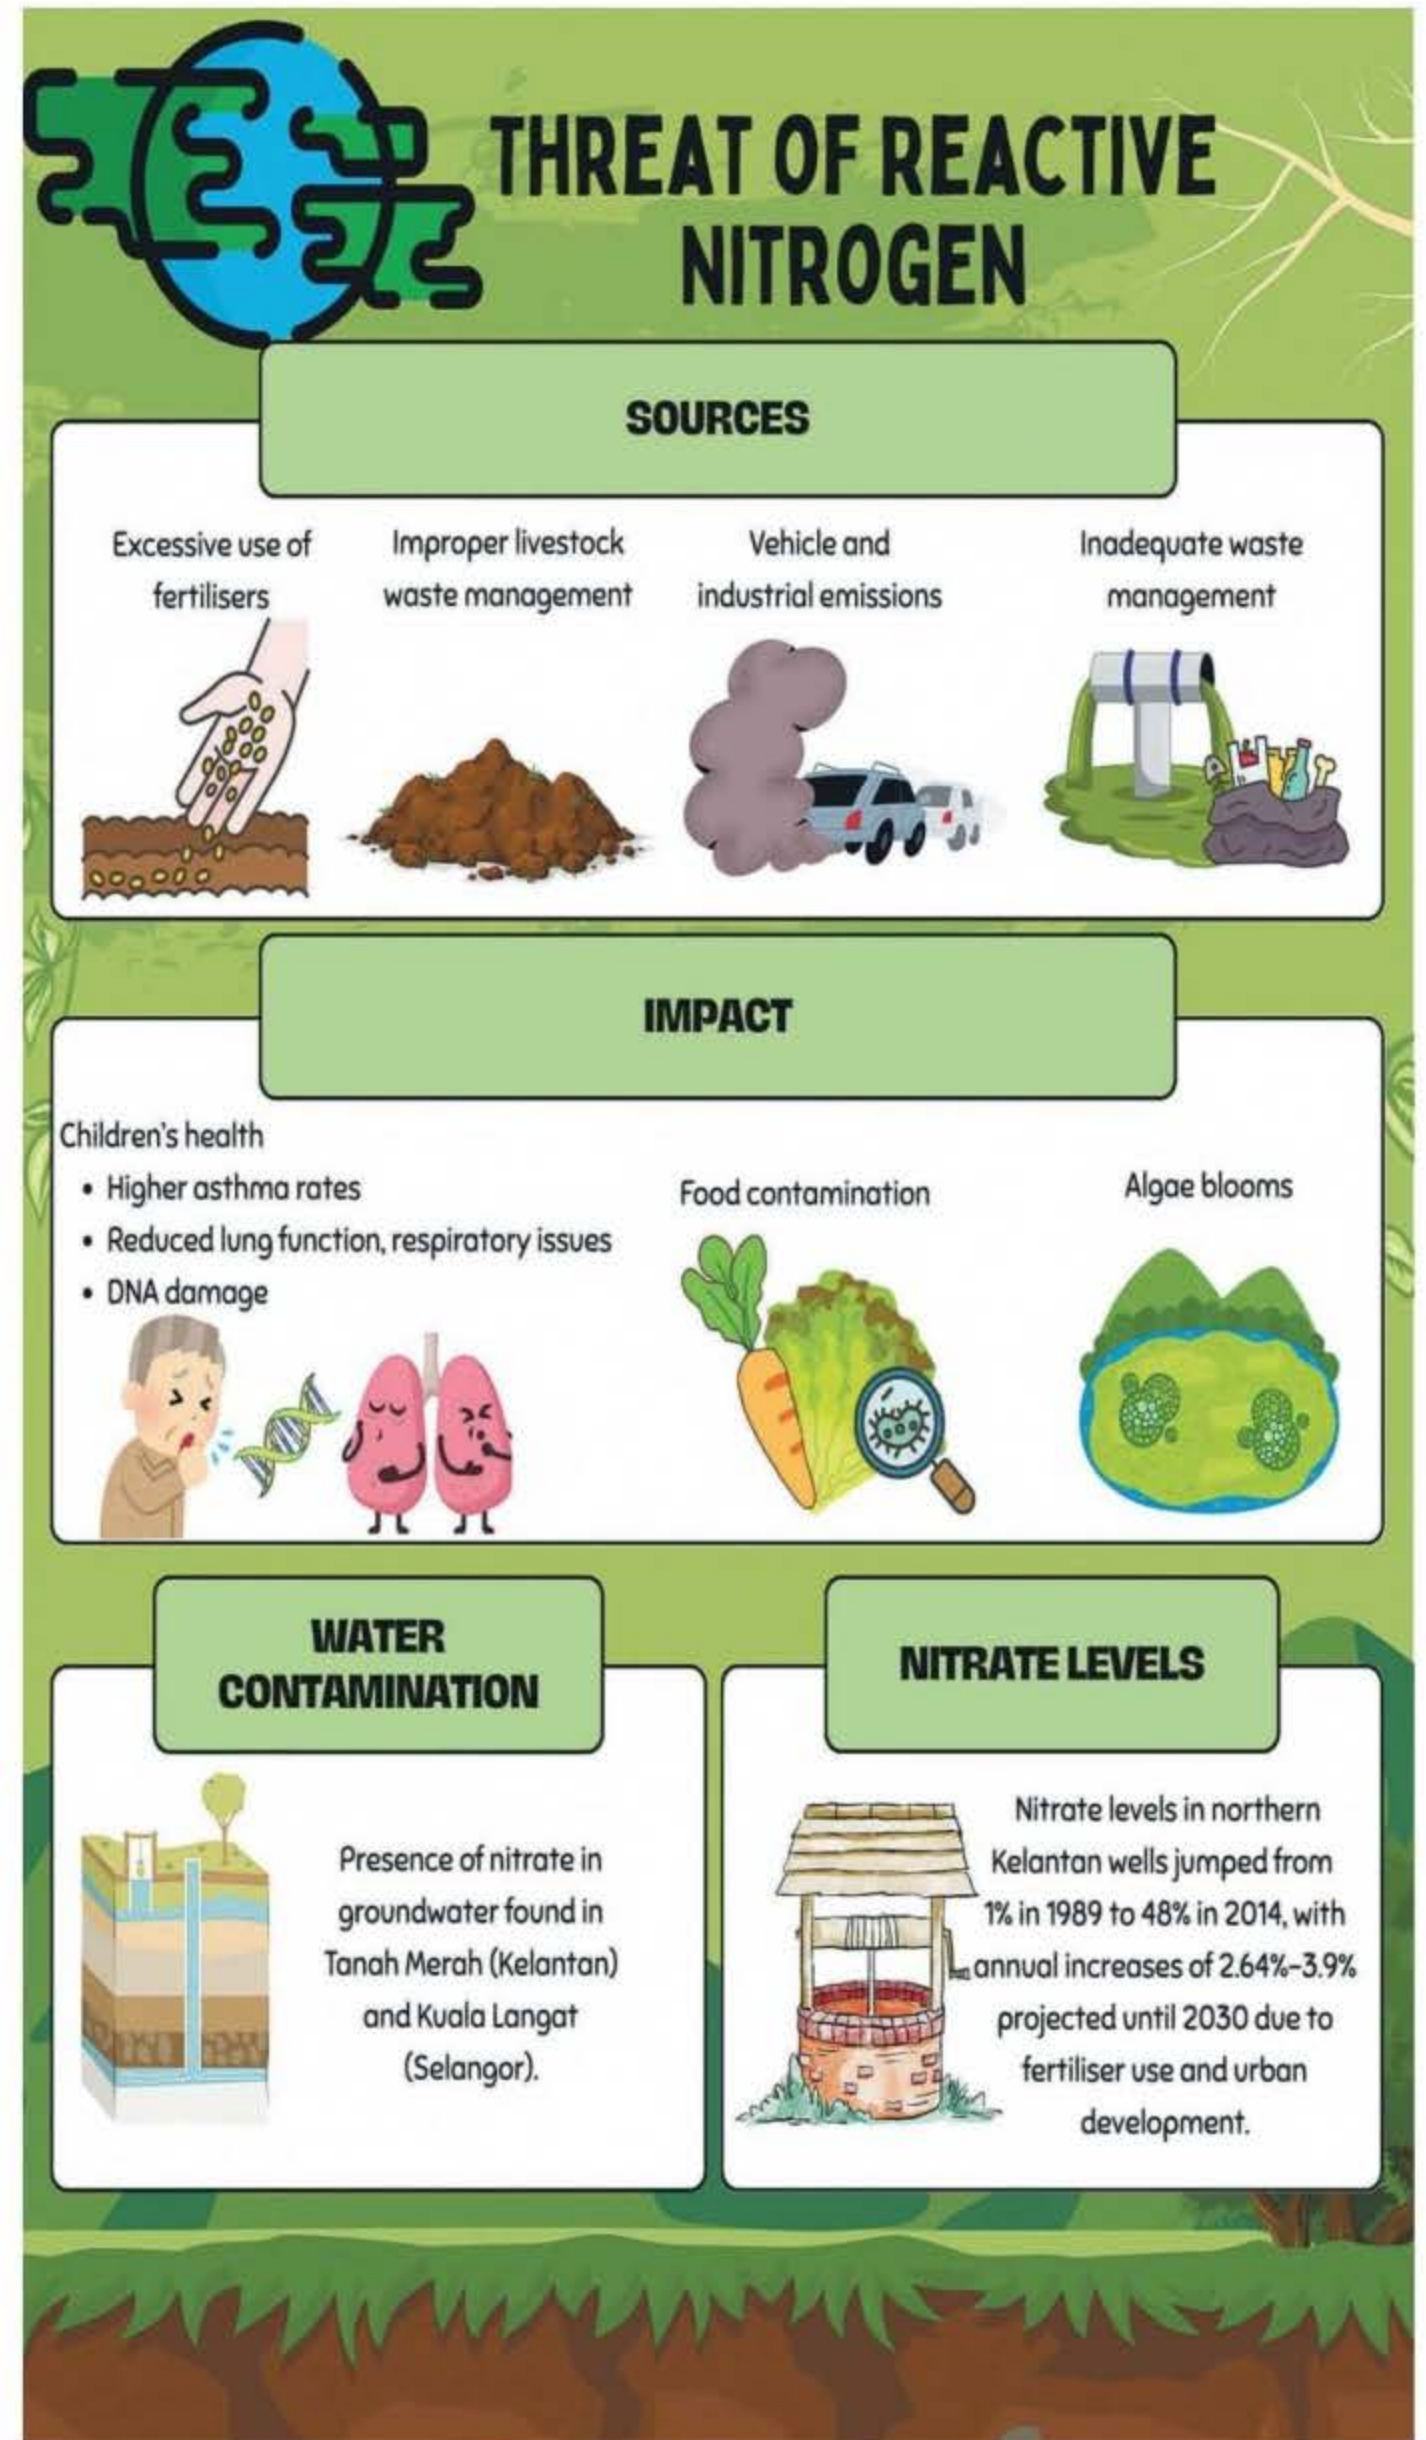 THREAT OF REACTIVE
NITROGEN
SOURCES
Excessive use of
fertilisers
Improper livestock
waste management
Vehicle and
industrial emissions
Inadequate waste
management
IMPACT
Children's health
• Higher asthma rates
• Reduced lung function, respiratory issues
• DNA damage
Food contamination
Algae blooms
WATER
CONTAMINATION
Presence of nitrate in
groundwater found in
Tanah Merah (Kelantan)
and Kuala Langat
(Selangor).
NITRATE LEVELS
Nitrate levels in northern
Kelantan wells jumped from
1% in 1989 to 48% in 2014, with
annual increases of 2.64%-3.9%
projected until 2030 due to
fertiliser use and urban
development.